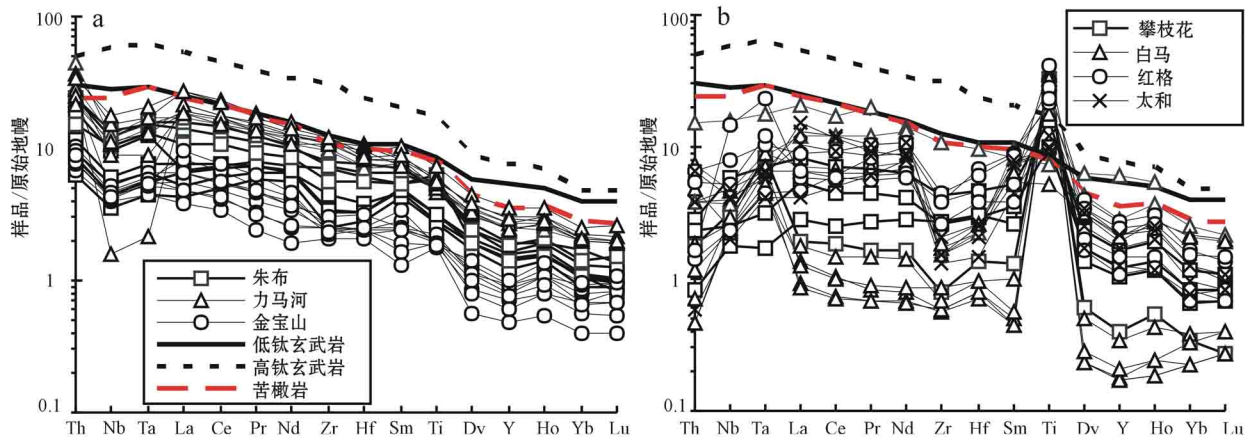 a
样品/原始地幔
100
10
1
0.1
朱布
力马河
金宝山
低钛玄武岩
高钛玄武岩
苦橄岩
Th Nb Ta La Ce Pr Nd Zr Hf Sm Ti Dv Y Ho Yb Lu
b
样品/原始地幔
100
10
1
0.1
攀枝花
白马
红格
太和
Th Nb Ta La Ce Pr Nd Zr Hf Sm Ti Dv Y Ho Yb Lu